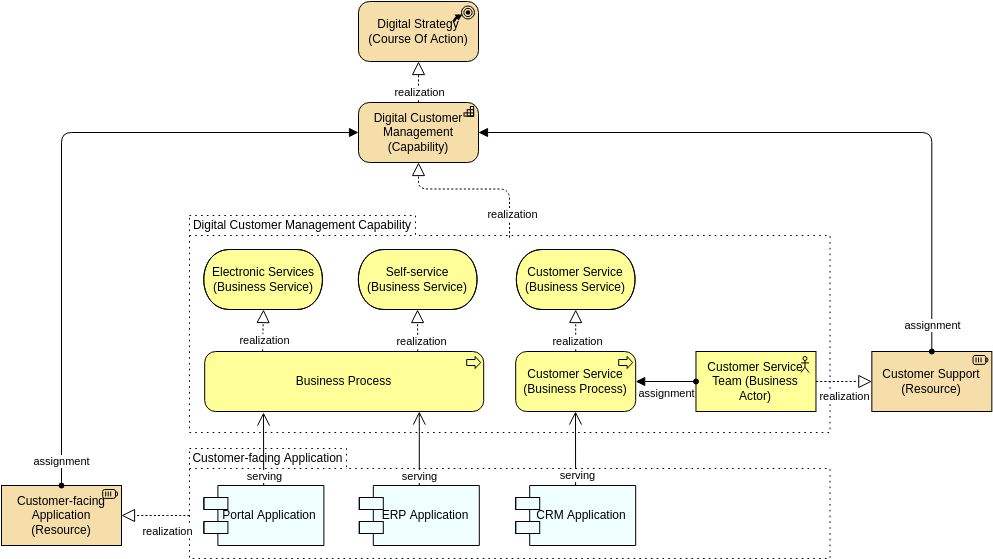 Digital Strategy
(Course Of Action)
realization
Digital Customer
Management
(Capability)
realization
Digital Customer Management Capability
Electronic Services
(Business Service)
Self-service
(Business Service)
Customer Service
(Business Service)
realization
realization
realization
assignment
Business Process
Customer Service
(Business Process)
assignment
Customer Service
Team (Business
Actor)
realization
Customer Support
(Resource)
assignment
Customer-facing Application
serving
serving
serving
Customer-facing
Application
(Resource)
realization
Portal Application
ERP Application
CRM Application